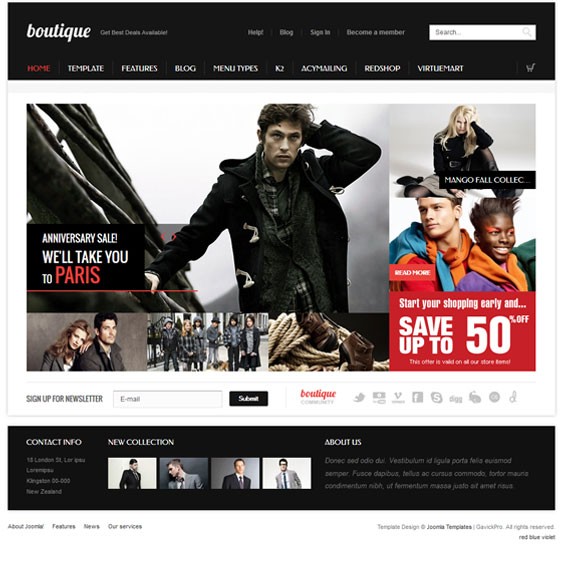 boutique
Get Best Deals Available!
Help! Blog Sign In Become a member
Search...
HOME TEMPLATE FEATURES BLOG MENU TYPES K2 ACYMAILING REDSHOP VIRTUEMART
MANGO FALL COLLEC...
ANNIVERSARY SALE!
WE'LL TAKE YOU
TO PARIS
READ MORE
Start your shopping early and...
SAVE
UP TO 50% OFF
This offer is valid on all our store items!
SIGN UP FOR NEWSLETTER E-mail Submit
boutique
COMMUNITY
digg
CONTACT INFO
18 London St, Lor ipsu
Loremipsu
Klingston 00-000
New Zealand
NEW COLLECTION
ABOUT US
Donec sed odio dui. Vestibulum id ligula porta felis euismod
semper. Fusce dapibus, tellus ac cursus commodo, tortor mauris
condimentum nibh, ut fermentum massa justo sit amet risus.
About Joomla! Features News Our services
Template Design © Joomla Templates | GavickPro. All rights reserved.
red blue violet